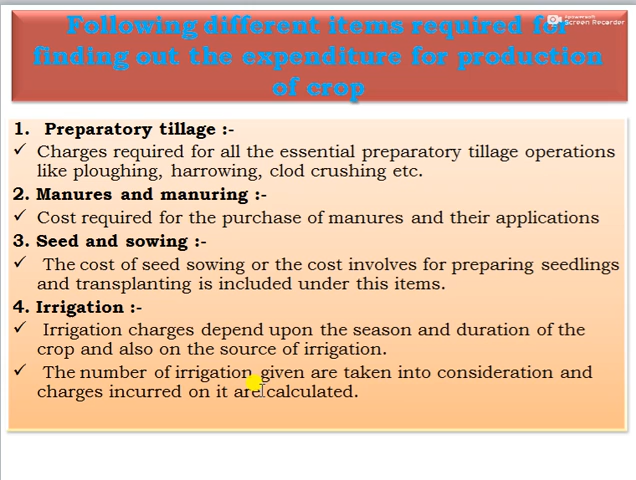 Following different items required for
finding out the expenditure for production
of crop
Screen Recorder
1. Preparatory tillage :-
✓ Charges required for all the essential preparatory tillage operations
like ploughing, harrowing, clod crushing etc.
2. Manures and manuring :-
✓ Cost required for the purchase of manures and their applications
3. Seed and sowing :-
✓ The cost of seed sowing or the cost involves for preparing seedlings
and transplanting is included under this items.
4. Irrigation :-
✓ Irrigation charges depend upon the season and duration of the
crop and also on the source of irrigation.
✓ The number of irrigation given are taken into consideration and
charges incurred on it are calculated.